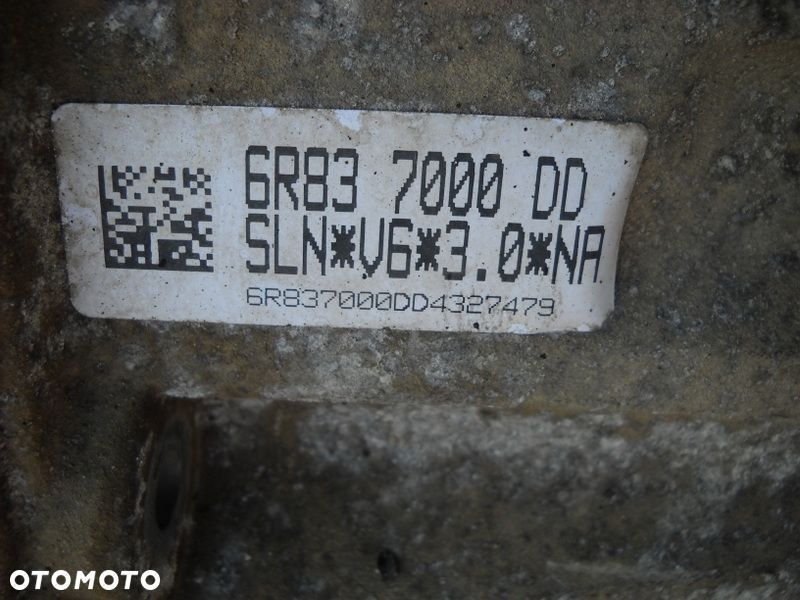 6R83 7000 DD
SLN*V6*3.0*NA.
6R837000DD4327479
OTOMOTO